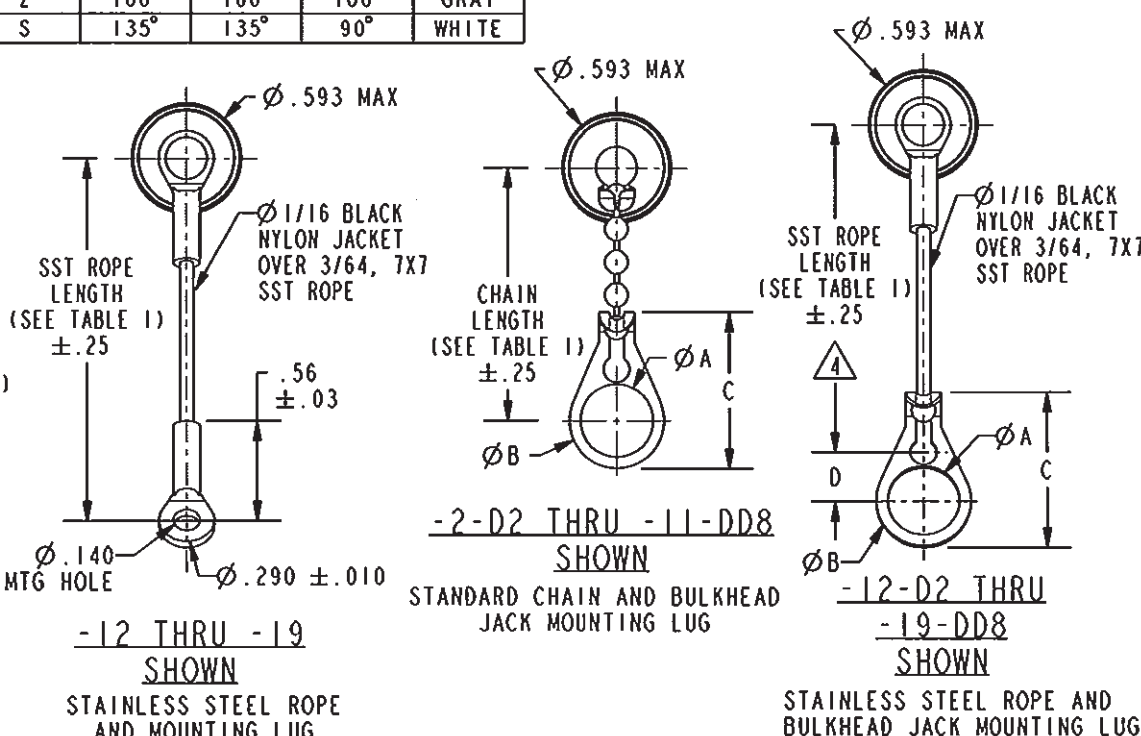 S 135° 135° 90° WHITE
Ø.593 MAX
Ø1/16 BLACK
NYLON JACKET
OVER 3/64, 7X7
SST ROPE
SST ROPE
LENGTH
(SEE TABLE 1)
±.25
.56
±.03
Ø.140
MTG HOLE
Ø.290 ±.010
-12 THRU -19
SHOWN
STAINLESS STEEL ROPE
AND MOUNTING LUG
Ø.593 MAX
CHAIN
LENGTH
(SEE TABLE 1)
±.25
ØA
C
ØB
-2-D2 THRU -11-DD8
SHOWN
STANDARD CHAIN AND BULKHEAD
JACK MOUNTING LUG
Ø.593 MAX
Ø1/16 BLACK
NYLON JACKET
OVER 3/64, 7X7
SST ROPE
SST ROPE
LENGTH
(SEE TABLE 1)
±.25
4
D
ØA
C
ØB
-12-D2 THRU
-19-DD8
SHOWN
STAINLESS STEEL ROPE AND
BULKHEAD JACK MOUNTING LUG